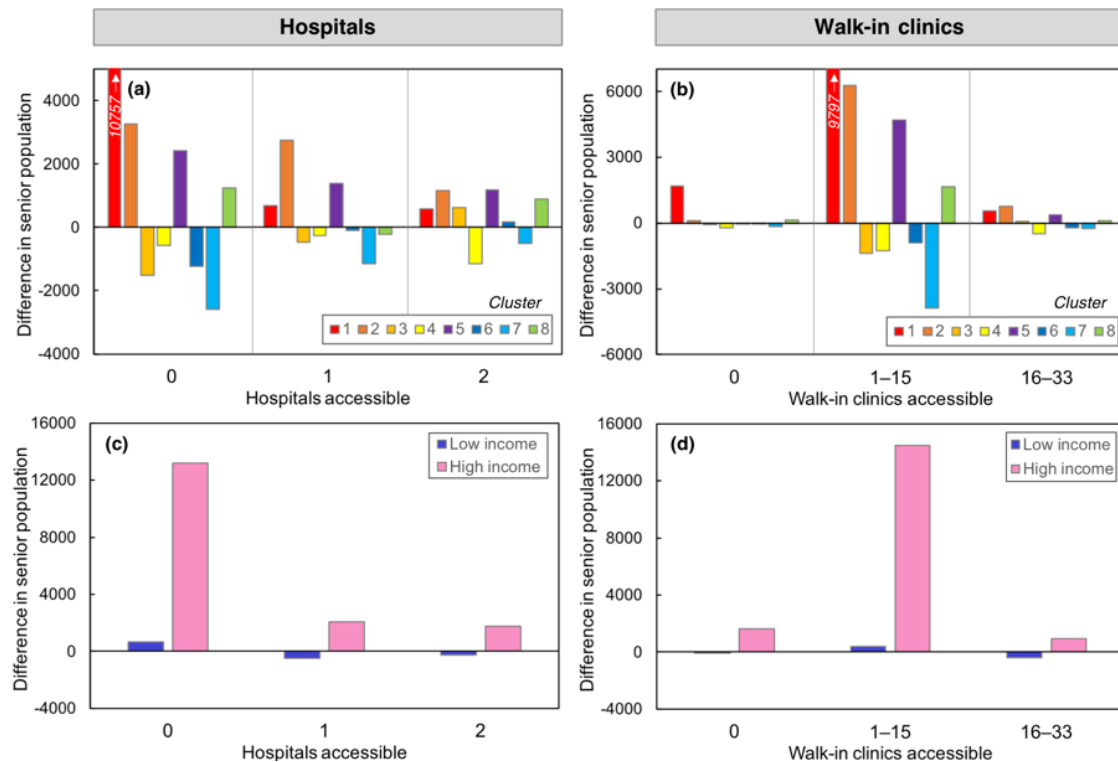 Hospitals
Walk-in clinics
(a)
10757
Difference in senior population
4000
2000
0
-2000
-4000
Cluster
1 2 3 4 5 6 7 8
0 1 2
Hospitals accessible
(b)
9797
Difference in senior population
6000
3000
0
-3000
-6000
Cluster
1 2 3 4 5 6 7 8
0 1–15 16–33
Walk-in clinics accessible
(c)
Difference in senior population
16000
12000
8000
4000
0
-4000
Low income
High income
0 1 2
Hospitals accessible
(d)
Difference in senior population
16000
12000
8000
4000
0
-4000
Low income
High income
0 1–15 16–33
Walk-in clinics accessible